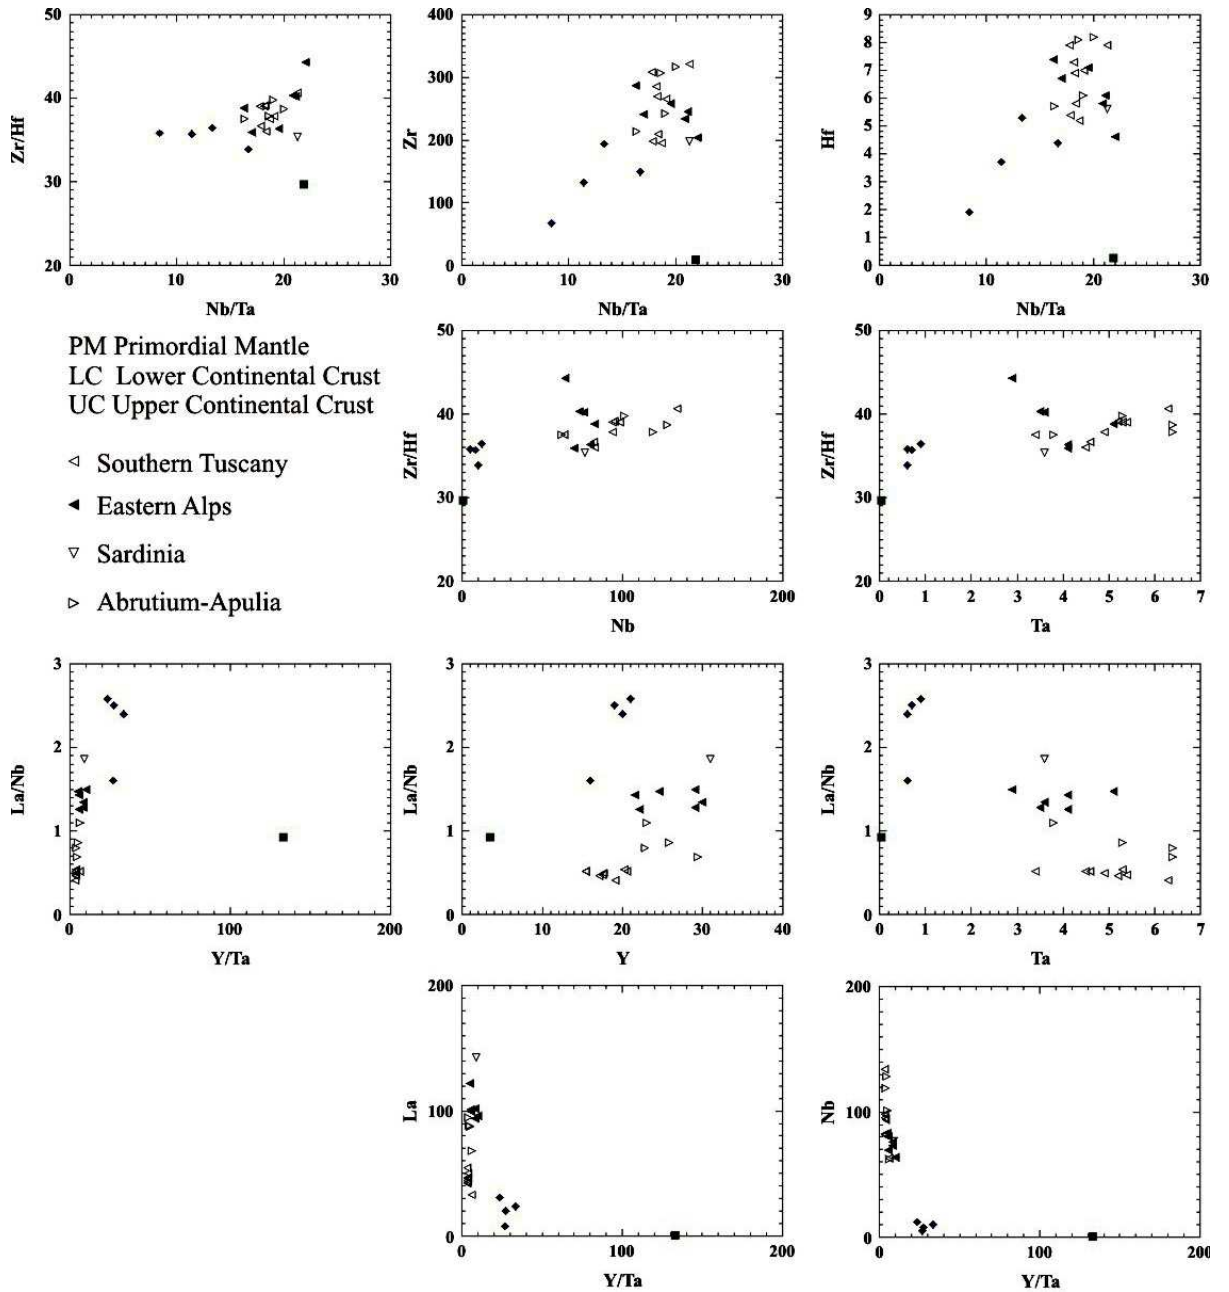 50
40
30
20
Zr/Hf
0 10 20 30
Nb/Ta
400
300
200
100
0
Zr
0 10 20 30
Nb/Ta
9
8
7
6
5
4
3
2
1
0
Hf
0 10 20 30
Nb/Ta
PM Primordial Mantle
LC Lower Continental Crust
UC Upper Continental Crust
Southern Tuscany
Eastern Alps
Sardinia
Abrutium-Apulia
50
40
30
20
Zr/Hf
0 100 200
Nb
50
40
30
20
Zr/Hf
0 1 2 3 4 5 6 7
Ta
3
2
1
0
La/Nb
0 100 200
Y/Ta
3
2
1
0
La/Nb
0 10 20 30 40
Y
3
2
1
0
La/Nb
0 1 2 3 4 5 6 7
Ta
200
100
0
La
0 100 200
Y/Ta
200
100
0
Nb
0 100 200
Y/Ta